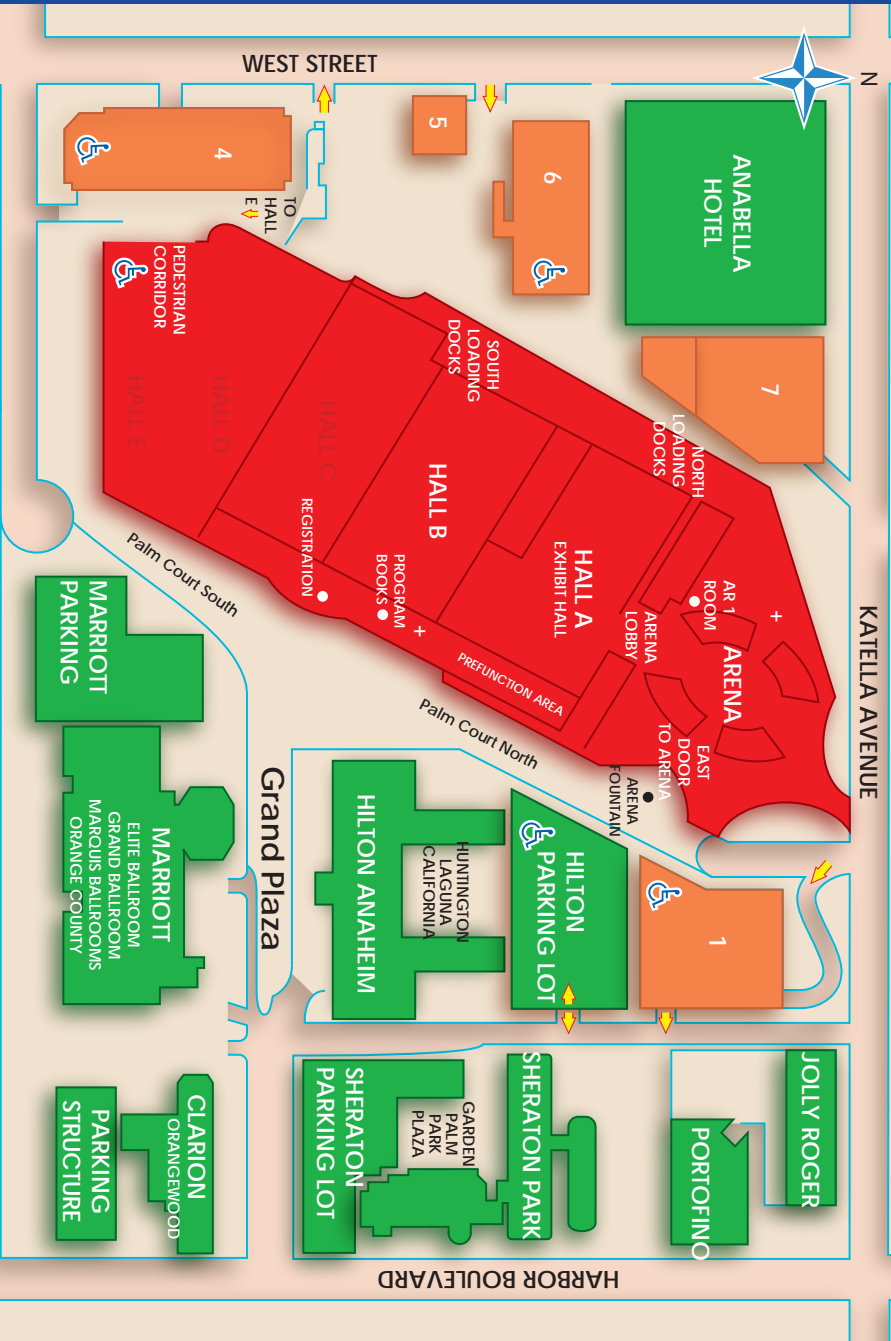 WEST STREET
N
4
5
6
ANABELLA
HOTEL
7
TO
HALL
E
PEDESTRIAN
CORRIDOR
SOUTH
LOADING
DOCKS
NORTH
LOADING
DOCKS
HALL E
HALL D
HALL C
HALL B
HALL A
EXHIBIT HALL
REGISTRATION
PROGRAM
BOOKS
+
PREFUNCTION AREA
ARENA
LOBBY
AR 1
ROOM
+
ARENA
EAST
DOOR
TO ARENA
ARENA
FOUNTAIN
KATELLA AVENUE
Palm Court South
Palm Court North
MARRIOTT
PARKING
MARRIOTT
ELITE BALLROOM
GRAND BALLROOM
MARQUIS BALLROOMS
ORANGE COUNTY
Grand Plaza
HILTON ANAHEIM
HUNTINGTON
LAGUNA
CALIFORNIA
HILTON
PARKING LOT
1
CLARION
ORANGEWOOD
PARKING
STRUCTURE
SHERATON
PARKING LOT
GARDEN
PALM
PARK
PLAZA
SHERATON PARK
PORTOFINO
JOLLY ROGER
HARBOR BOULEVARD